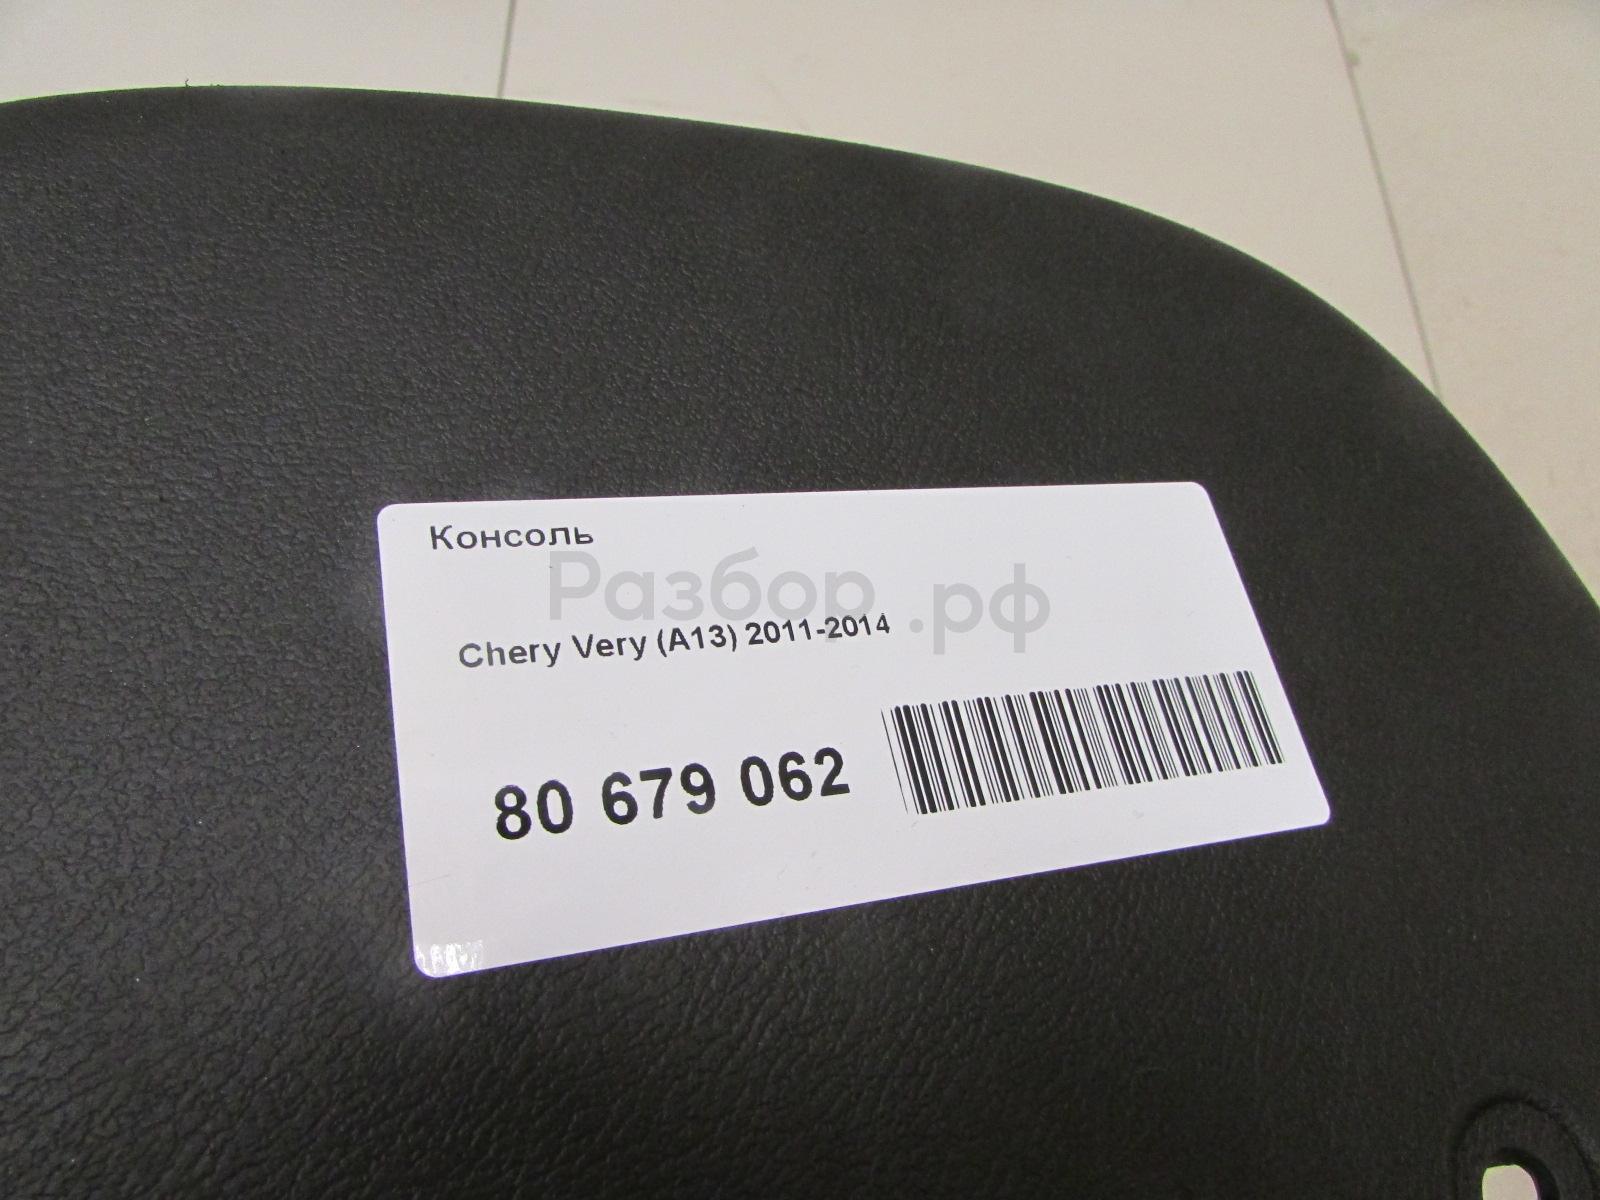 Консоль
Разбор.рф
Chery Very (A13) 2011-2014
80 679 062